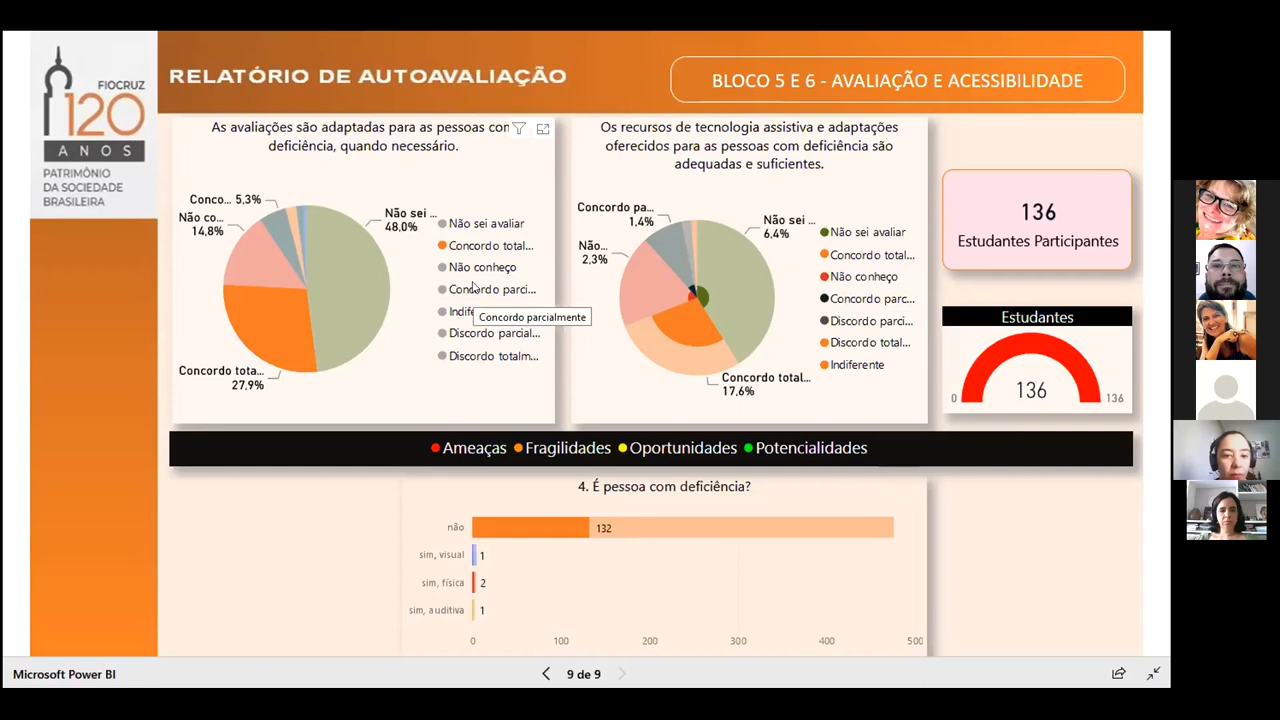 FIOCRUZ
120
ANOS
PATRIMÔNIO
DA SOCIEDADE
BRASILEIRA
RELATÓRIO DE AUTOAVALIAÇÃO
BLOCO 5 E 6 - AVALIAÇÃO E ACESSIBILIDADE
As avaliações são adaptadas para as pessoas con
deficiência, quando necessário.
Conco... 5,3%
Não co...
14,8%
Não sei ...
48,0%
Concordo tota...
27,9%
Não sei avaliar
Concordo total...
Não conheço
Concordo parci...
Indife
Discordo parcial...
Discordo totalm...
Concordo parcialmente
Os recursos de tecnologia assistiva e adaptações
oferecidos para as pessoas com deficiência são
adequadas e suficientes.
Concordo pa...
1,4%
Não...
2,3%
Não sei ...
6,4%
Concordo total...
17,6%
Não sei avaliar
Concordo total...
Não conheço
Concordo parc...
Discordo parci...
Discordo total...
Indiferente
136
Estudantes Participantes
Estudantes
136
0
136
Ameaças Fragilidades Oportunidades Potencialidades
4. É pessoa com deficiência?
não 132
sim, visual 1
sim, física 2
sim, auditiva 1
0 100 200 300 400 500
Microsoft Power BI
9 de 9